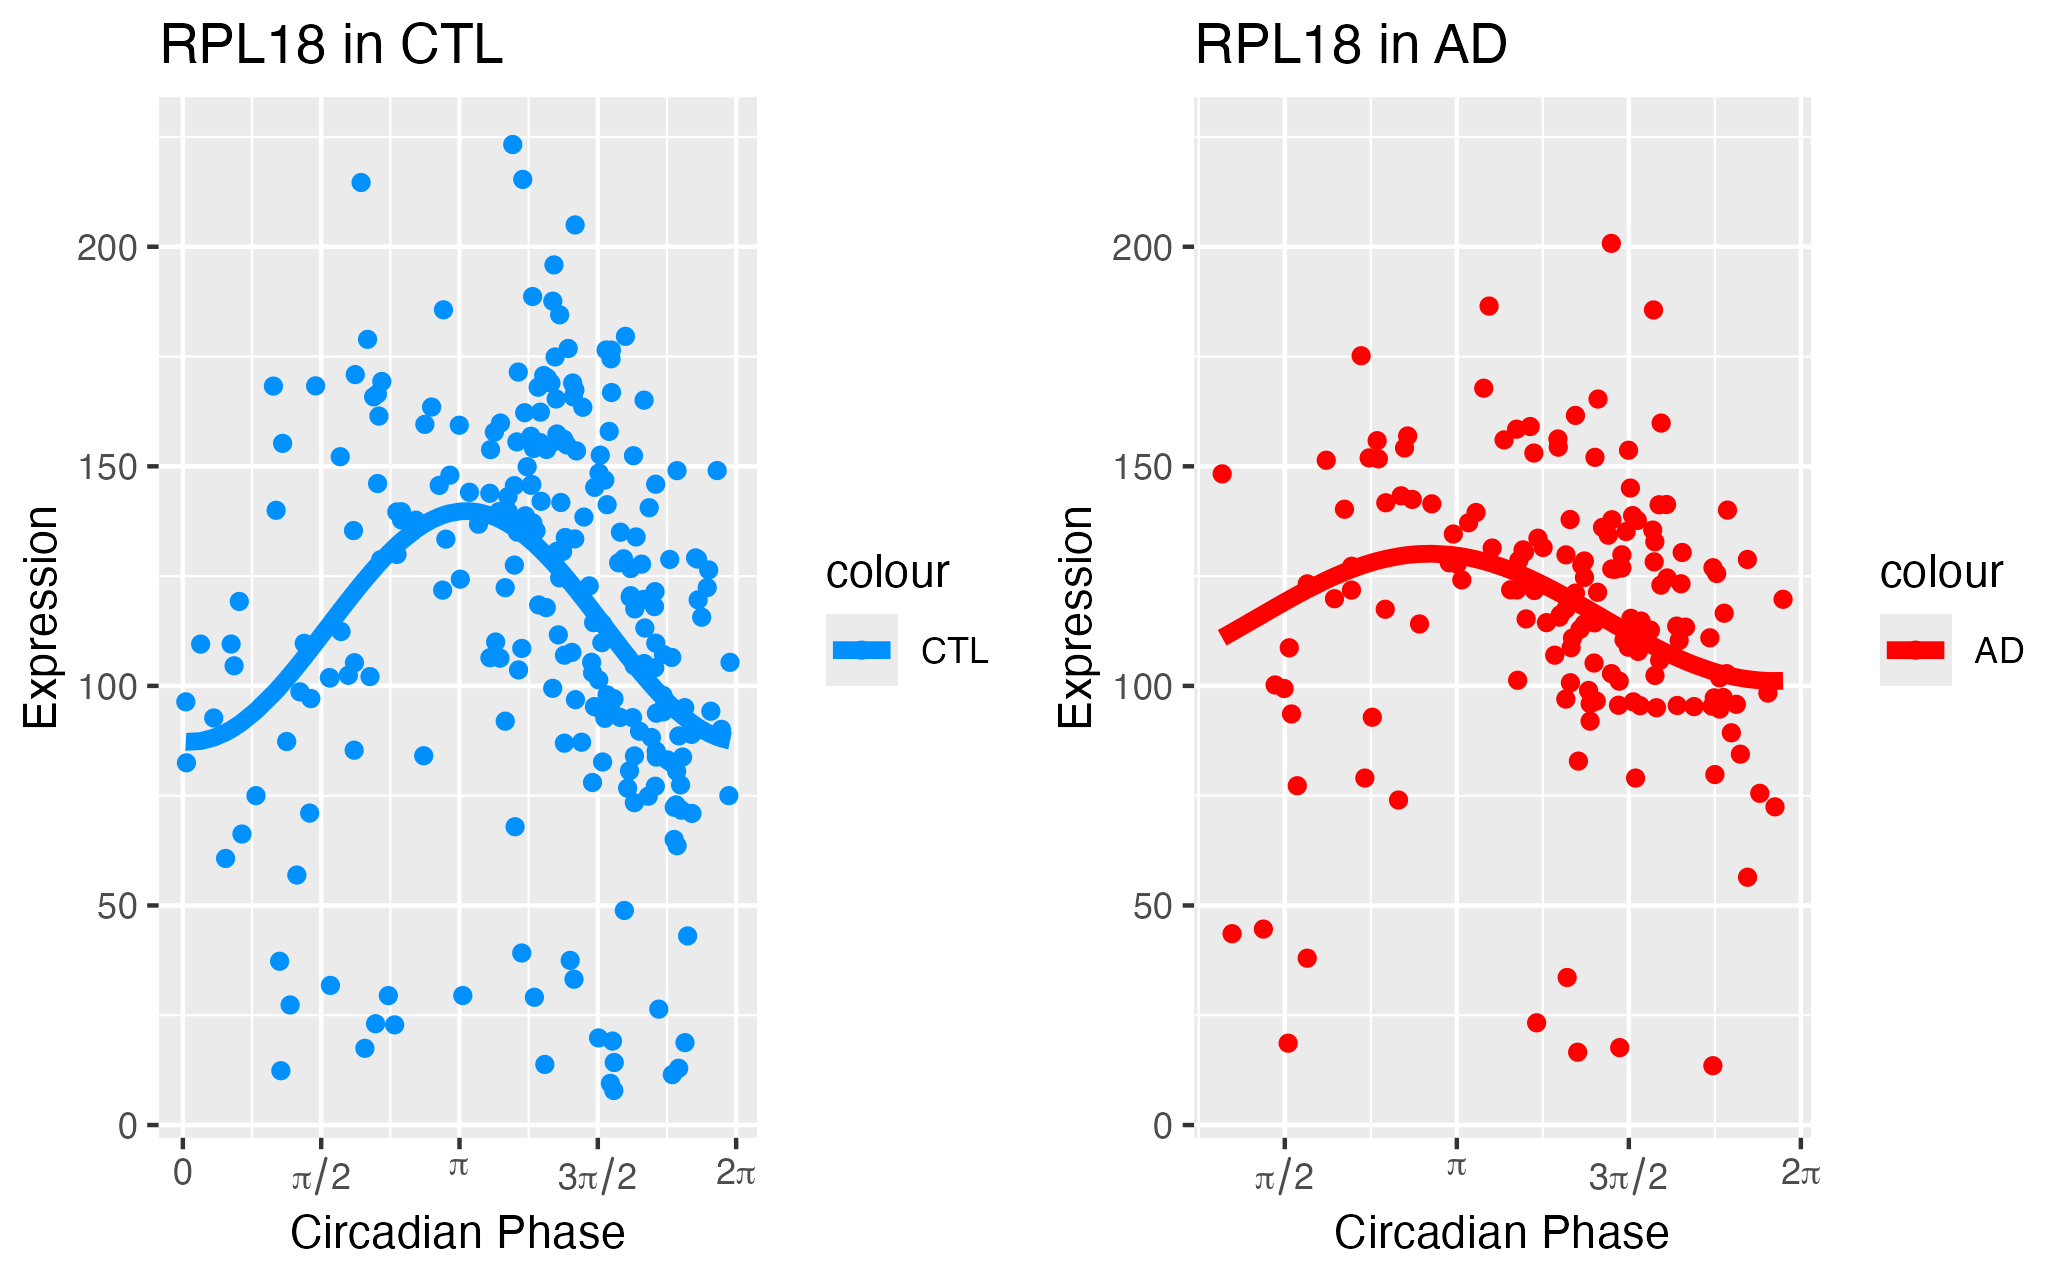 RPL18 in CTL
200
150
100
50
0
Expression
0
π/2
π
3π/2
2π
Circadian Phase
colour
CTL
RPL18 in AD
200
150
100
50
0
Expression
π/2
π
3π/2
2π
Circadian Phase
colour
AD